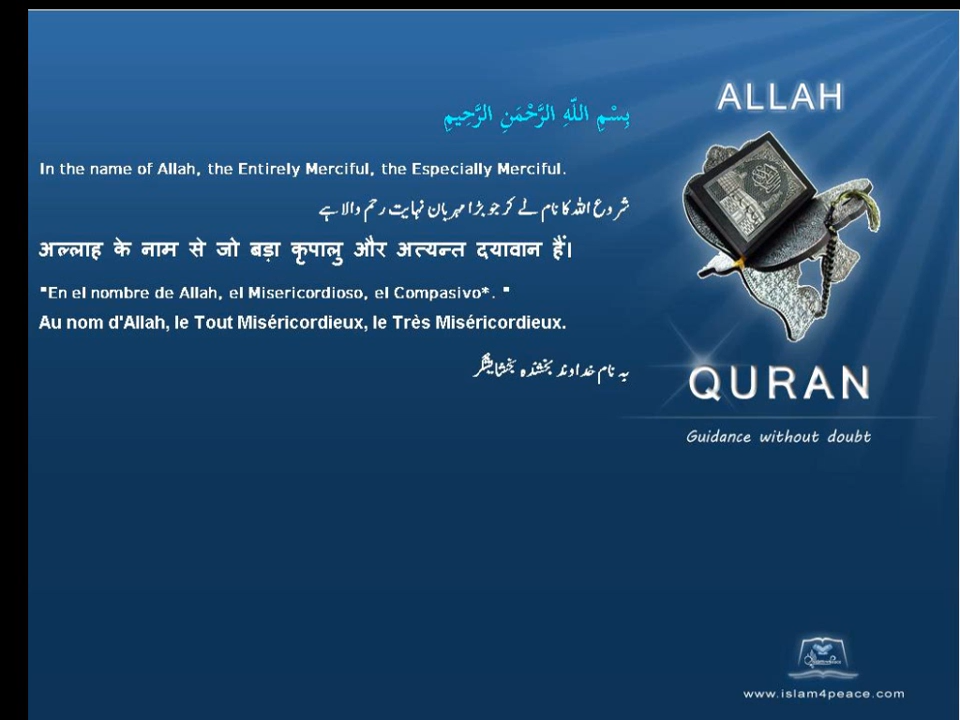 بِسْمِ اللَّهِ الرَّحْمَنِ الرَّحِيمِ
In the name of Allah, the Entirely Merciful, the Especially Merciful.
شروع الله کا نام لے کر جو بڑا مہربان نہایت رحم والا ہے
अल्लाह के नाम से जो बड़ा कृपालु और अत्यन्त दयावान हैं।
"En el nombre de Allah, el Misericordioso, el Compasivo*. "
Au nom d'Allah, le Tout Miséricordieux, le Très Miséricordieux.
به نام خداوند بخشنده بخشایشگر
ALLAH
QURAN
Guidance without doubt
www.islam4peace.com